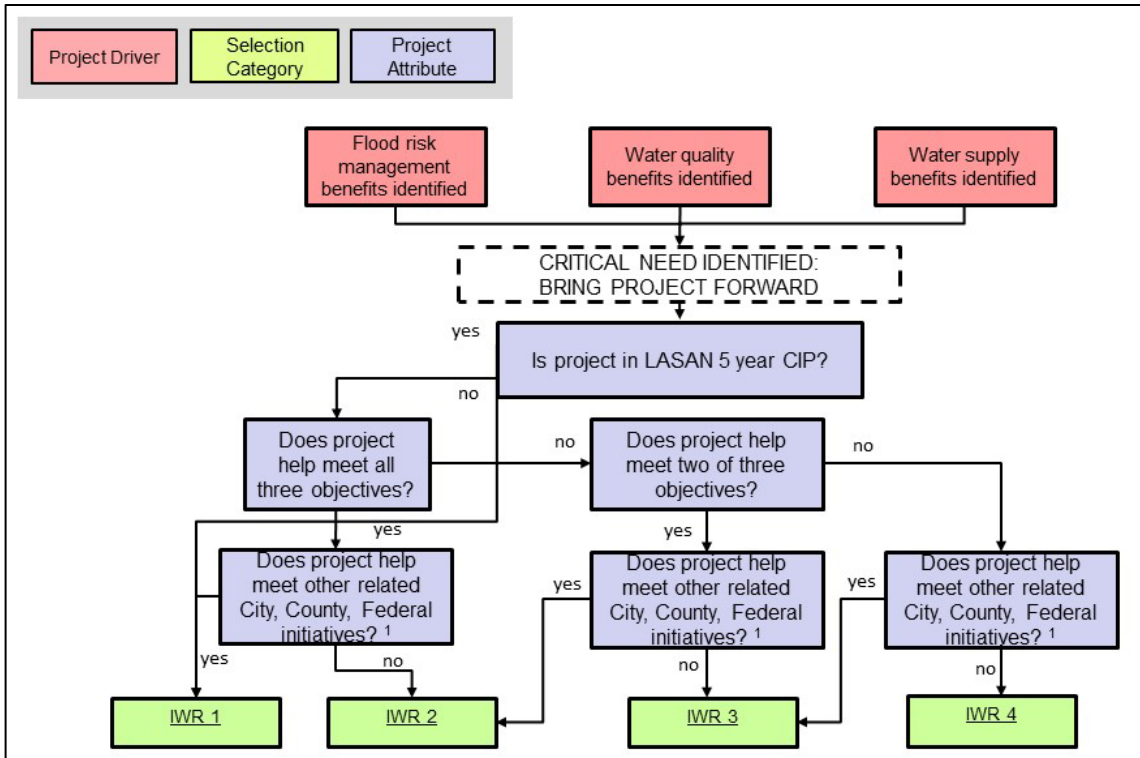 Project Driver
Selection
Category
Project
Attribute
Flood risk
management
benefits identified
Water quality
benefits identified
Water supply
benefits identified
CRITICAL NEED IDENTIFIED:
BRING PROJECT FORWARD
yes
Is project in LASAN 5 year CIP?
no
Does project
help meet all
three objectives?
no
Does project help
meet two of three
objectives?
no
yes
yes
Does project help
meet other related
City, County, Federal
initiatives? 1
yes
Does project help
meet other related
City, County, Federal
initiatives? 1
yes
Does project help
meet other related
City, County, Federal
initiatives? 1
yes
no
no
no
IWR 1
IWR 2
IWR 3
IWR 4